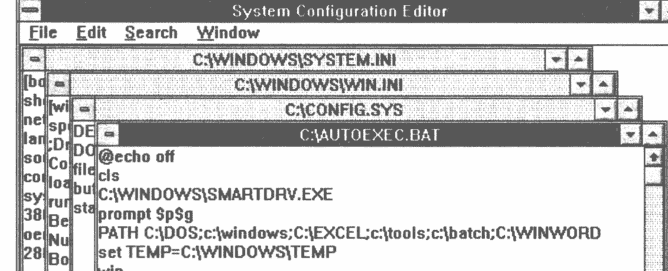 System Configuration Editor
File Edit Search Window
C:\WINDOWS\SYSTEM.INI
C:\WINDOWS\WIN.INI
C:\CONFIG.SYS
C:\AUTOEXEC.BAT
@echo off
cls
C:\WINDOWS\SMARTDRV.EXE
prompt $p$g
PATH C:\DOS;c:\windows;C:\EXCEL;c:\tools;c:\batch;C:\WINWORD
set TEMP=C:\WINDOWS\TEMP
win